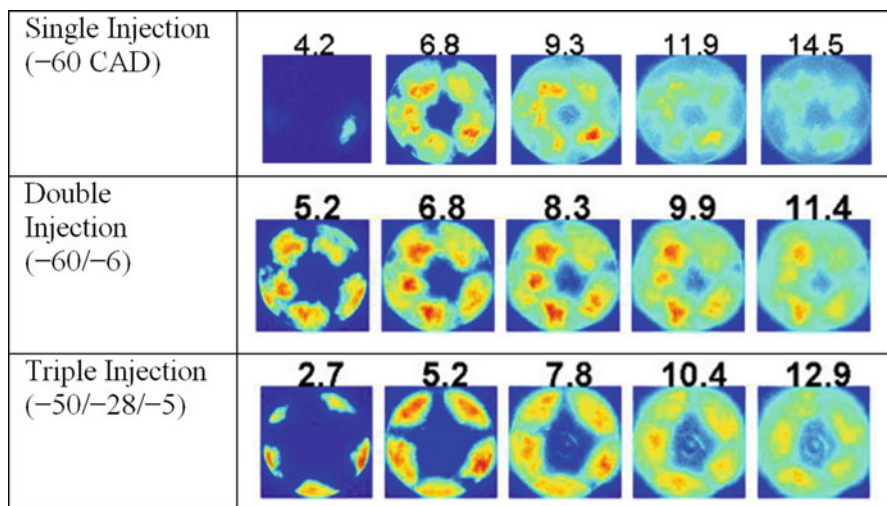 Single Injection
(−60 CAD)
4.2 6.8 9.3 11.9 14.5
Double
Injection
(−60/−6)
5.2 6.8 8.3 9.9 11.4
Triple Injection
(−50/−28/−5)
2.7 5.2 7.8 10.4 12.9